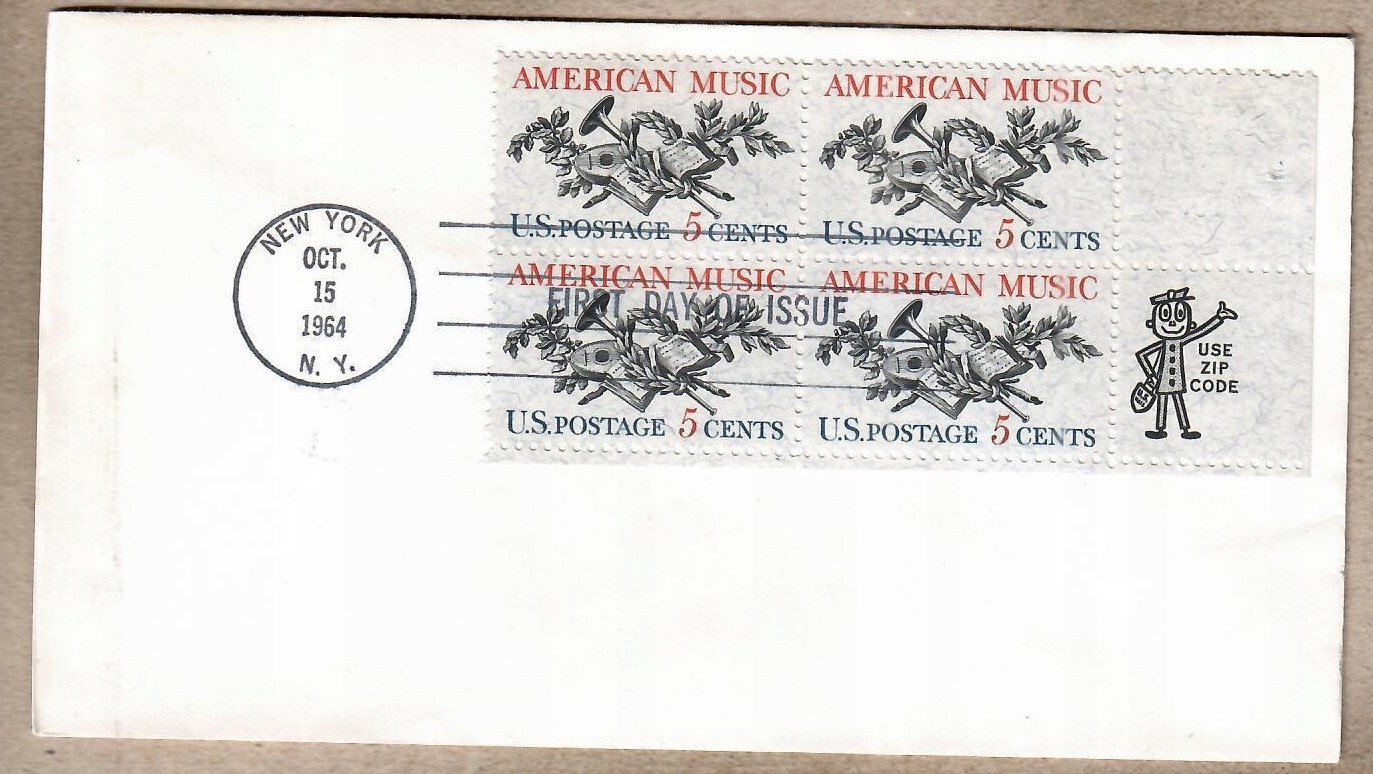 AMERICAN MUSIC
U.S. POSTAGE 5 CENTS
AMERICAN MUSIC
U.S. POSTAGE 5 CENTS
NEW YORK
OCT.
15
1964
N. Y.
AMERICAN MUSIC
U.S. POSTAGE 5 CENTS
AMERICAN MUSIC
U.S. POSTAGE 5 CENTS
FIRST DAY OF ISSUE
USE
ZIP
CODE